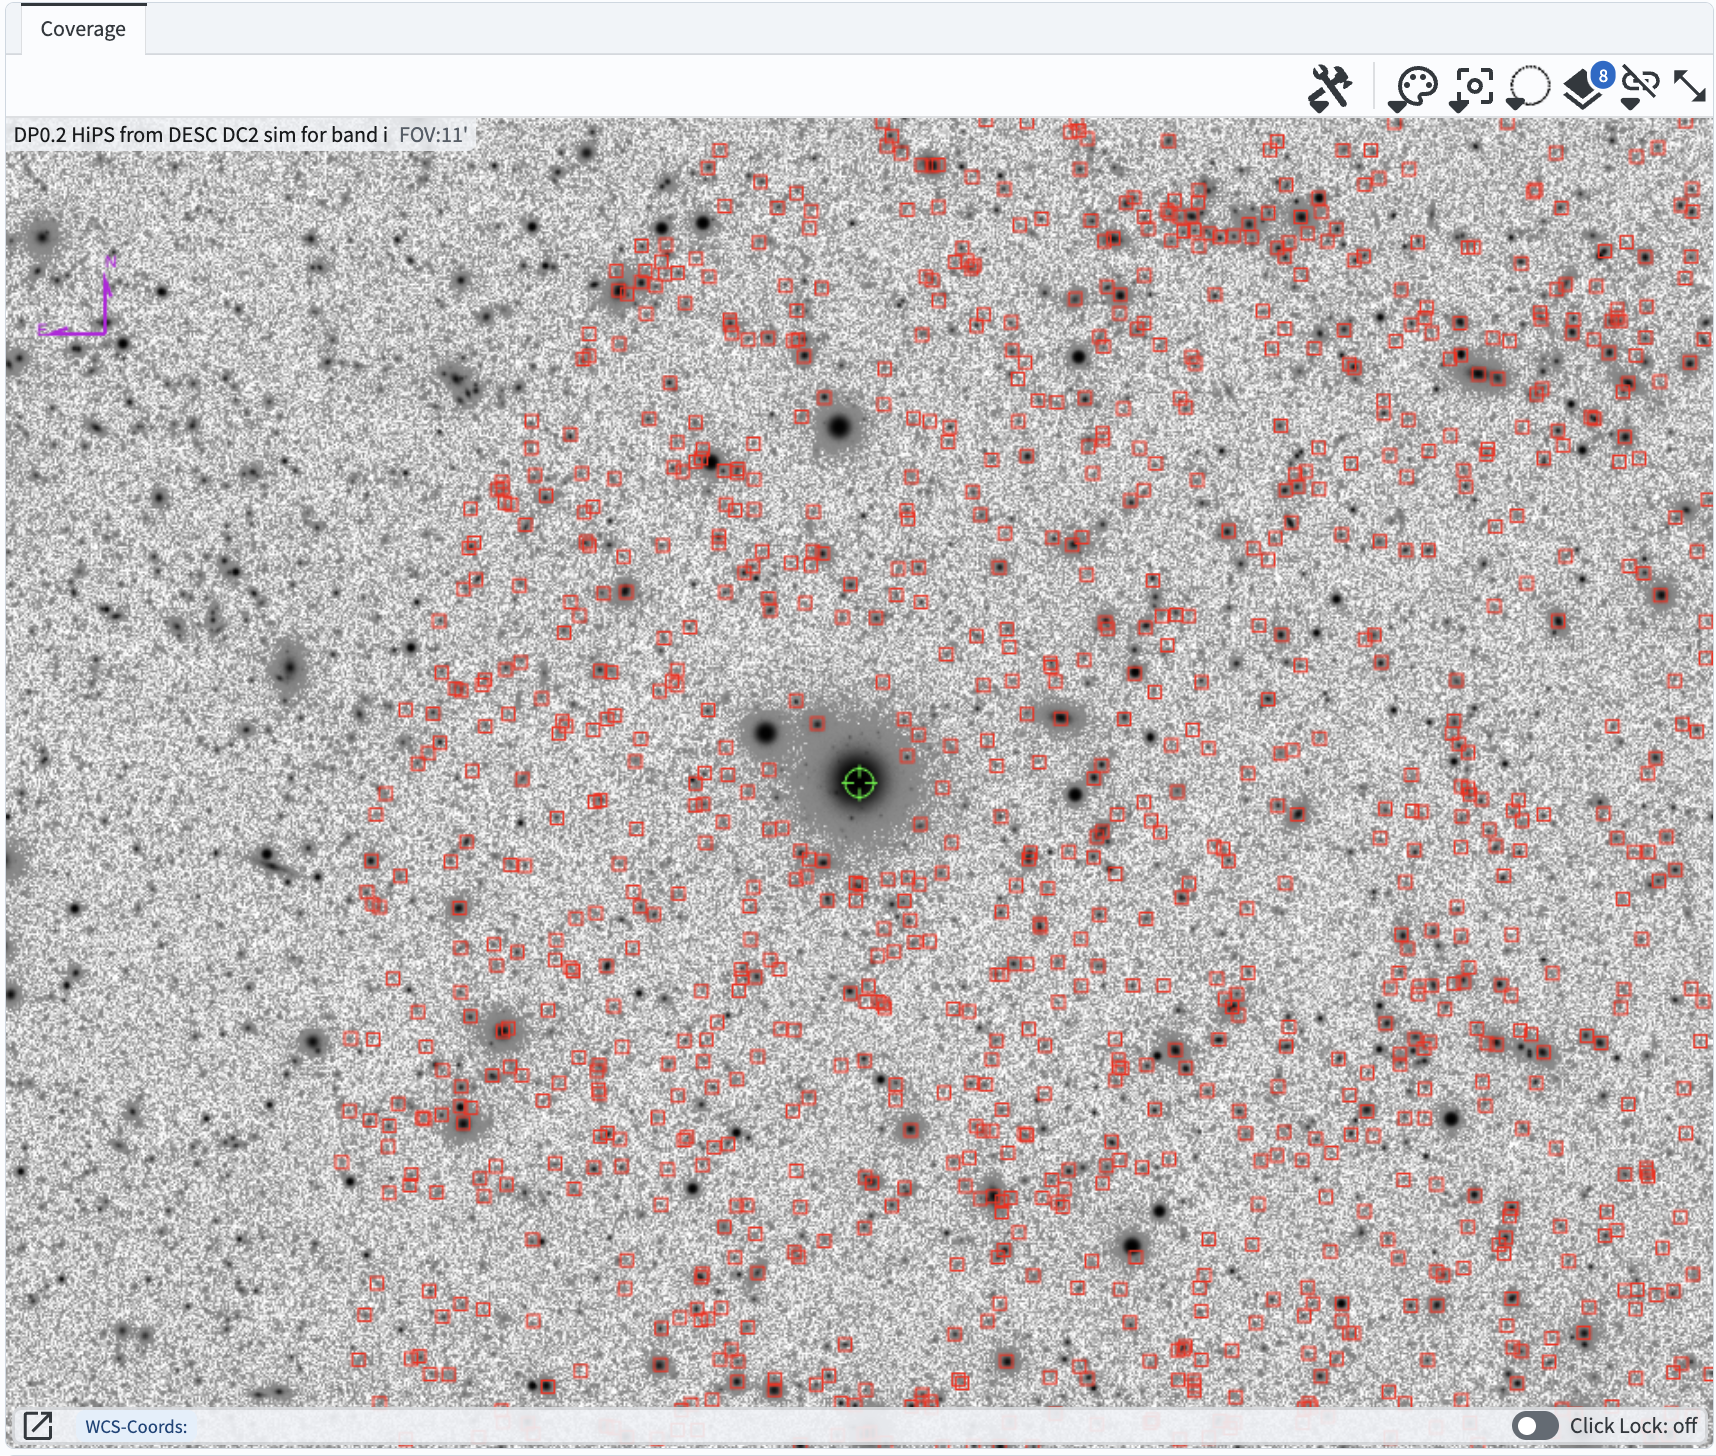 Coverage
8
DP0.2 HiPS from DESC DC2 sim for band i FOV:11'
N
E
WCS-Coords:
Click Lock: off